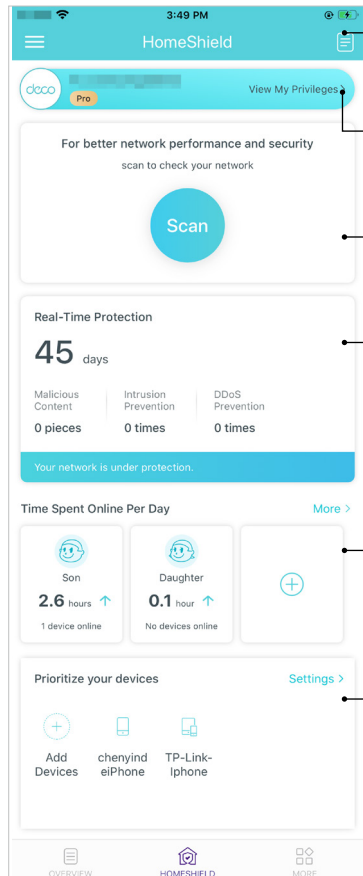 3:49 PM
HomeShield
deco
Pro
View My Privileges >
For better network performance and security
scan to check your network
Scan
Real-Time Protection
45 days
Malicious Content
Intrusion Prevention
DDoS Prevention
0 pieces
0 times
0 times
Your network is under protection.
Time Spent Online Per Day
More >
Son
Daughter
2.6 hours ↑
0.1 hour ↑
1 device online
No devices online
Prioritize your devices
Settings >
Add Devices
chenyind eiPhone
TP-Link-Iphone
OVERVIEW
HOMESHIELD
MORE